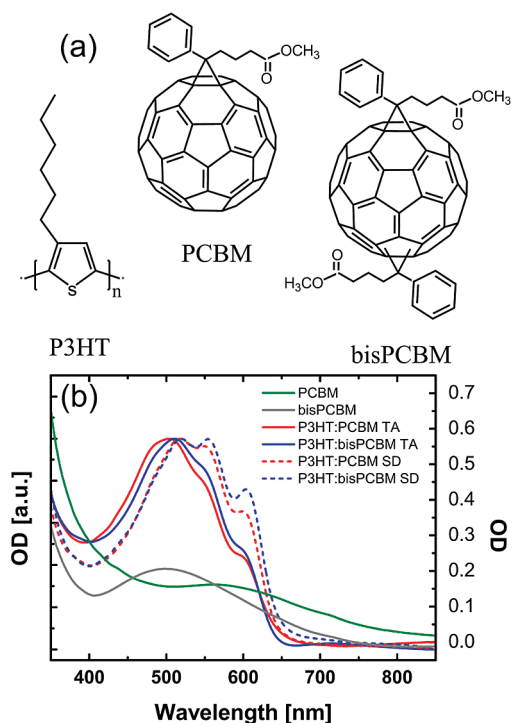 (a)
OCH3
O
PCBM
S
n
P3HT
OCH3
O
O
H3CO
bisPCBM
(b)
PCBM
bisPCBM
P3HT:PCBM TA
P3HT:bisPCBM TA
P3HT:PCBM SD
P3HT:bisPCBM SD
OD [a.u.]
0.7
0.6
0.5
0.4
0.3
0.2
0.1
0.0
OD
400 500 600 700 800
Wavelength [nm]